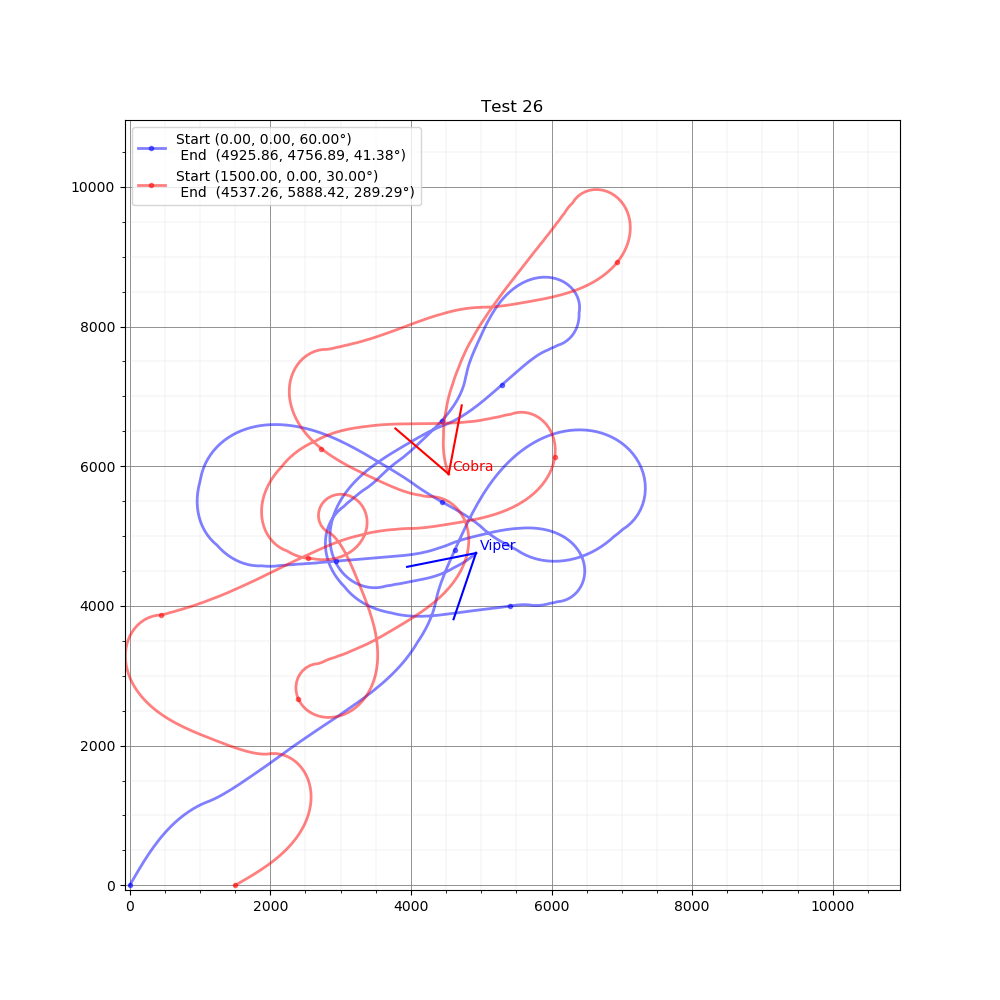 Test 26
Start (0.00, 0.00, 60.00°)
End (4925.86, 4756.89, 41.38°)
Start (1500.00, 0.00, 30.00°)
End (4537.26, 5888.42, 289.29°)
10000
8000
6000
4000
2000
0
Cobra
Viper
0 2000 4000 6000 8000 10000